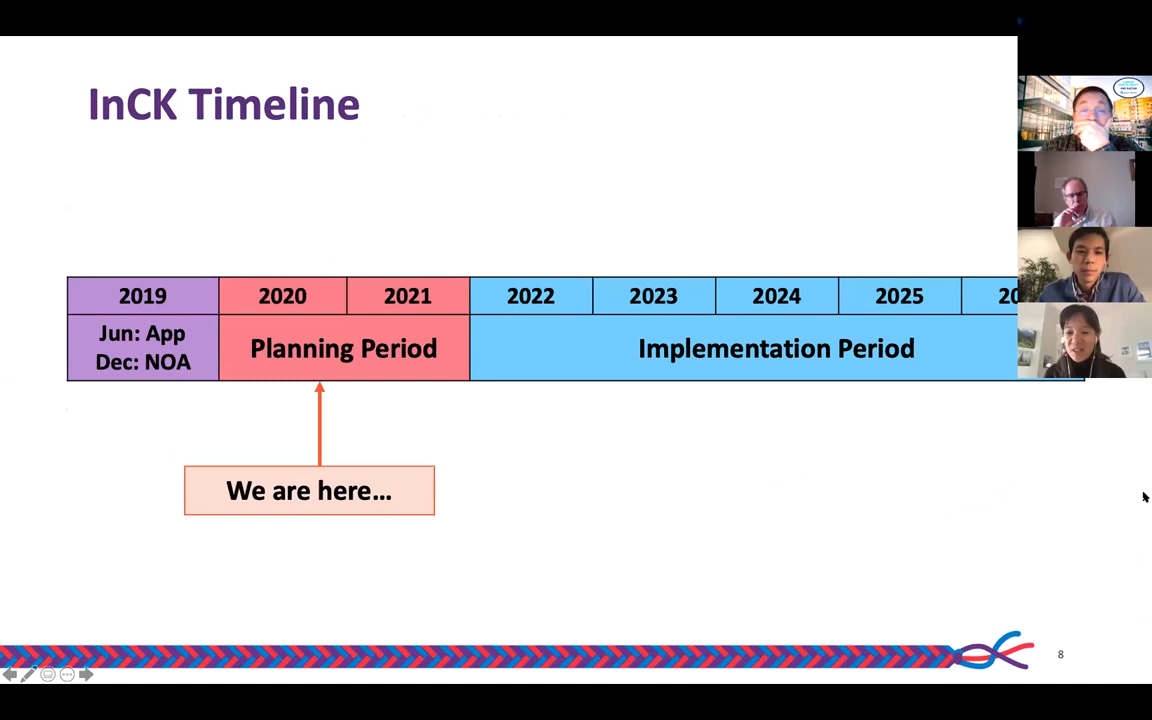 InCK Timeline
2019 2020 2021 2022 2023 2024 2025 20
Jun: App
Dec: NOA
Planning Period
Implementation Period
We are here...
8